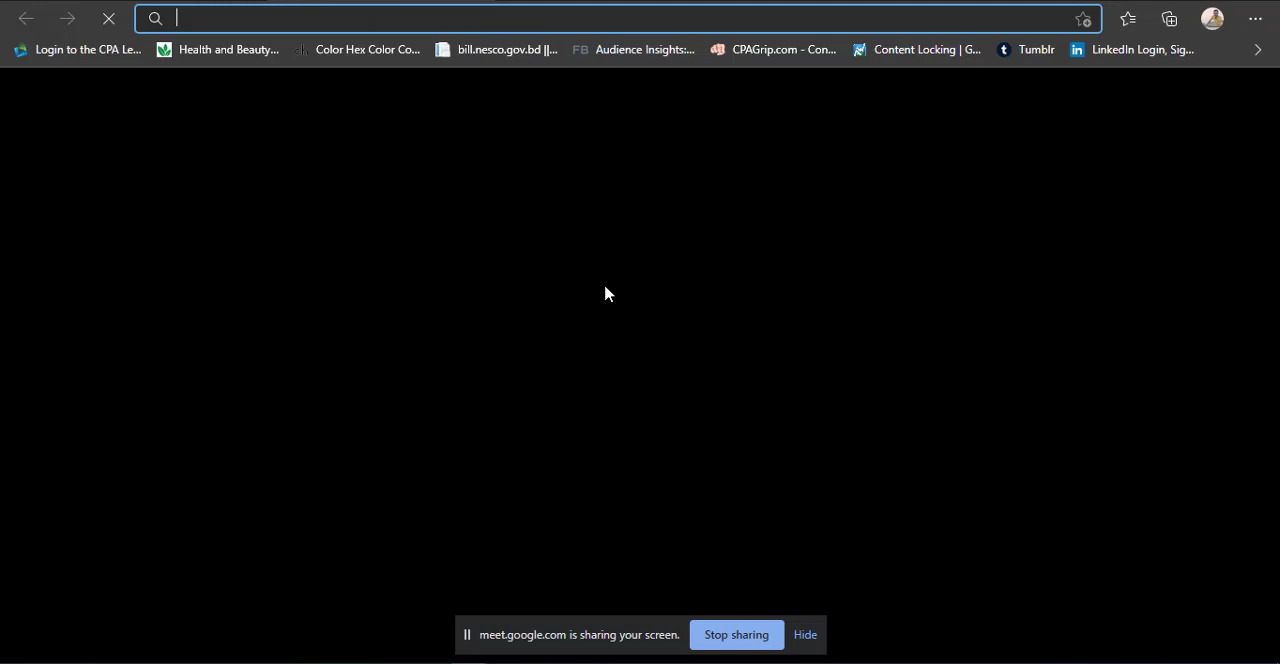 Login to the CPA Le... Health and Beauty... Color Hex Color Co... bill.nesco.gov.bd ||... FB Audience Insights:... CPAGrip.com - Con... Content Locking | G... t Tumblr in LinkedIn Login, Sig...
meet.google.com is sharing your screen. Stop sharing Hide